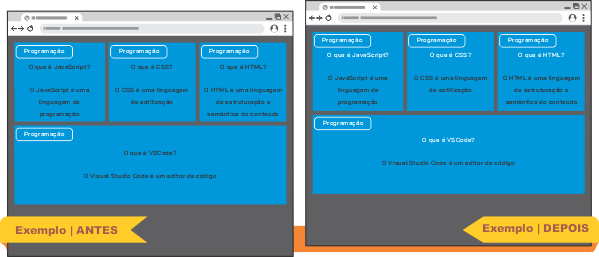 Programação
Programação
Programação
O que é JavaScript?
O que é CSS?
O que é HTML?
O JavaScript é uma
linguagem de
programação
O CSS é uma linguagem
de estilização
O HTML é uma linguagem
de estruturação e
semântica do conteúdo
Programação
O que é VSCode?
O Visual Studio Code é um editor de código
Exemplo | ANTES
Programação
Programação
Programação
O que é JavaScript?
O que é CSS?
O que é HTML?
O JavaScript é uma
linguagem de
programação
O CSS é uma linguagem
de estilização
O HTML é uma linguagem
de estruturação e
semântica do conteúdo
Programação
O que é VSCode?
O Visual Studio Code é um editor de código
Exemplo | DEPOIS